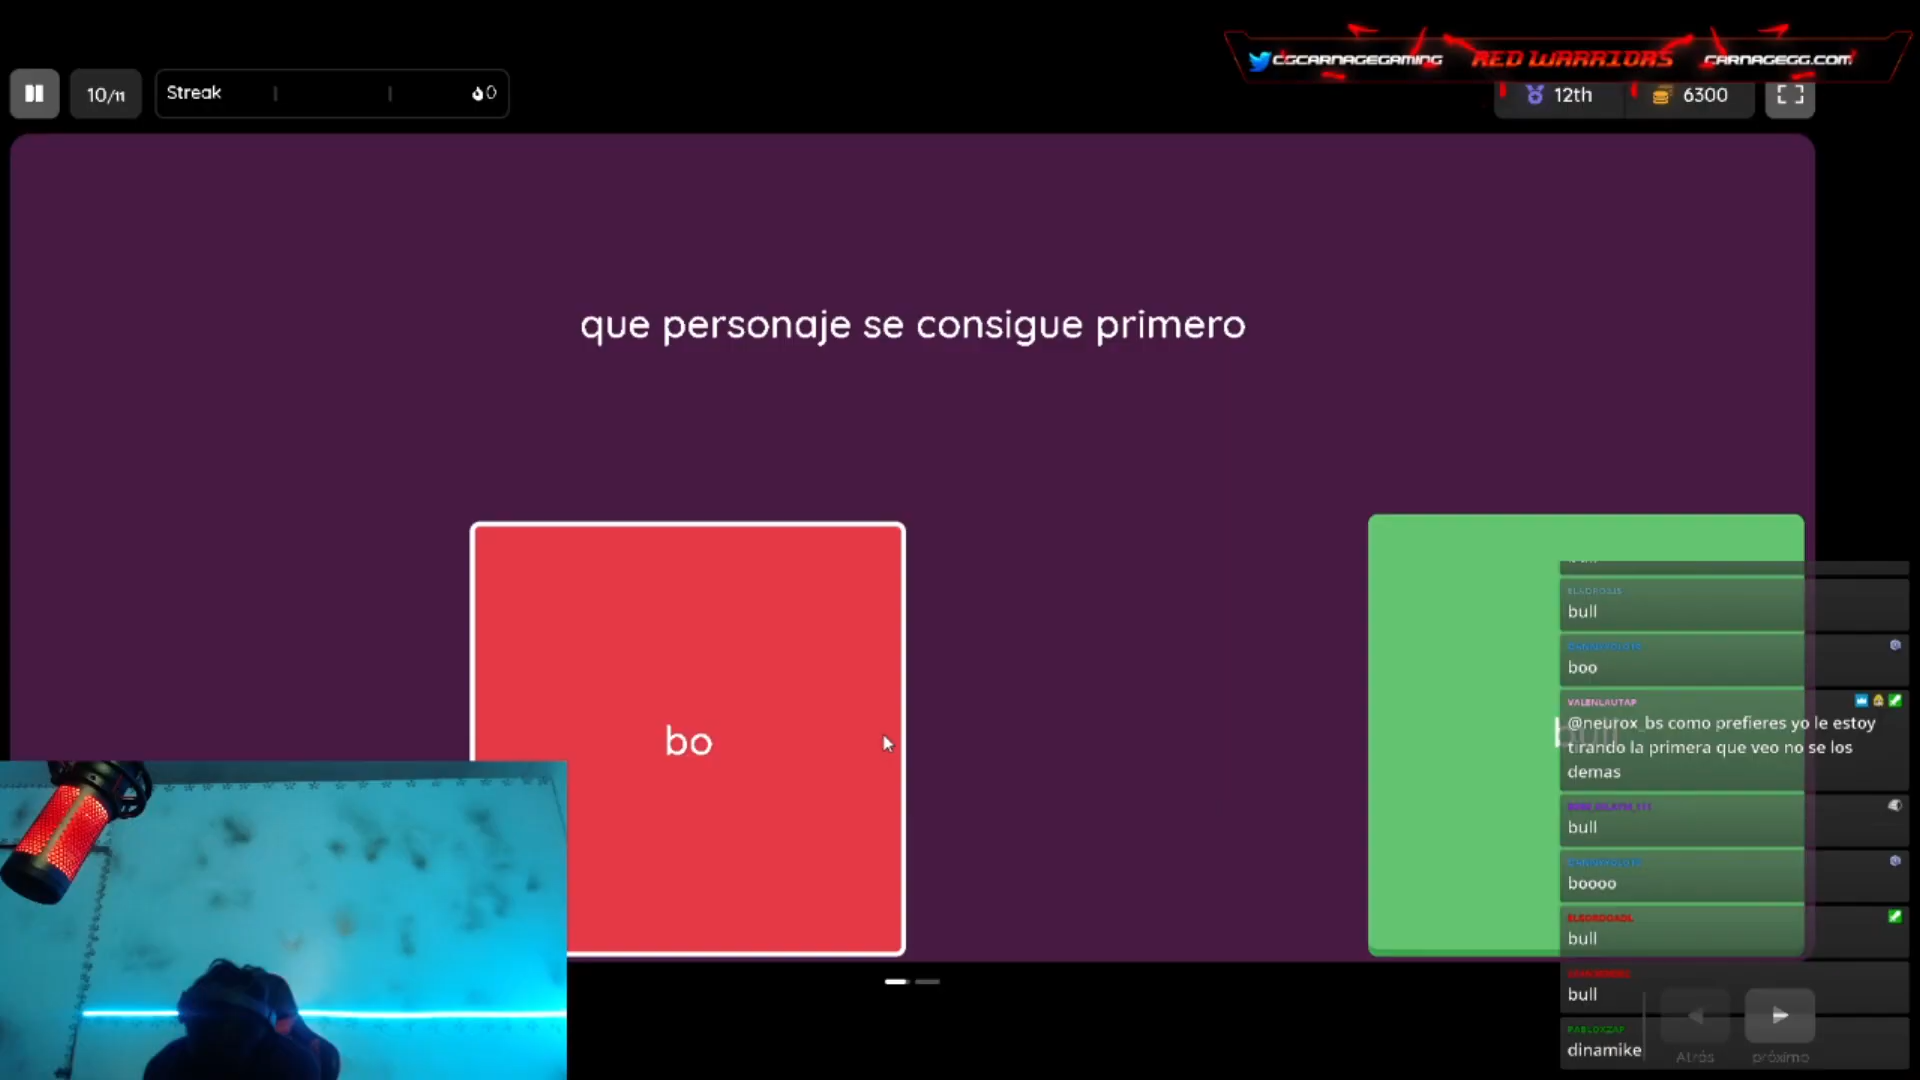 CGCARNAGEGAMING
RED WARRIORS
CARNAGEGG.COM
10/11
Streak
0
12th
6300
que personaje se consigue primero
bo
bull
bull
boo
VALENLAUTAP
@neurox_bs como prefieres yo le estoy
tirando la primera que veo no se los
demas
bull
boooo
bull
bull
PABLOXZAP
dinamike
Atrás
próximo